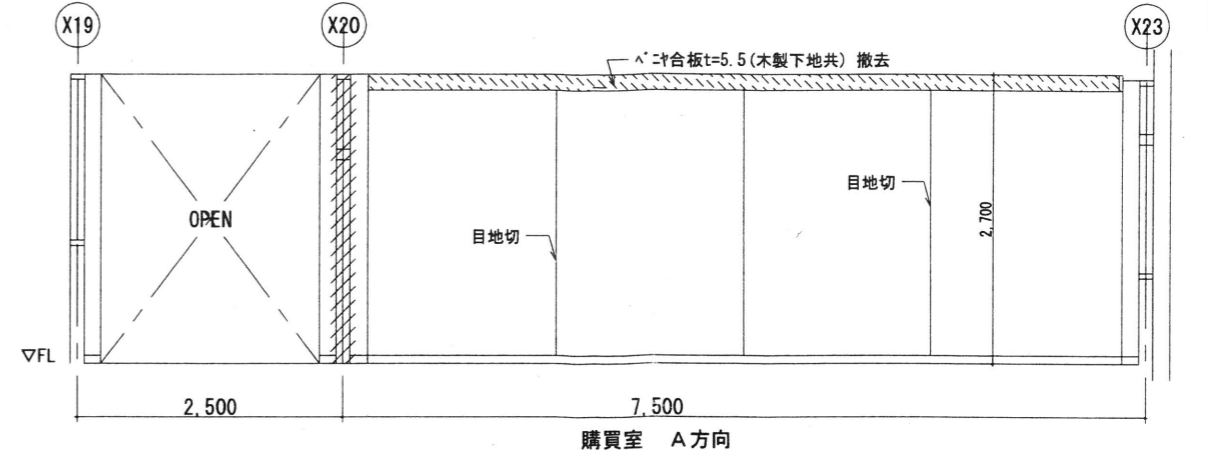 X19
X20
X23
ベニヤ合板t=5.5(木製下地共) 撤去
目地切
OPEN
目地切
2,700
▽FL
2,500
7,500
購買室 A方向